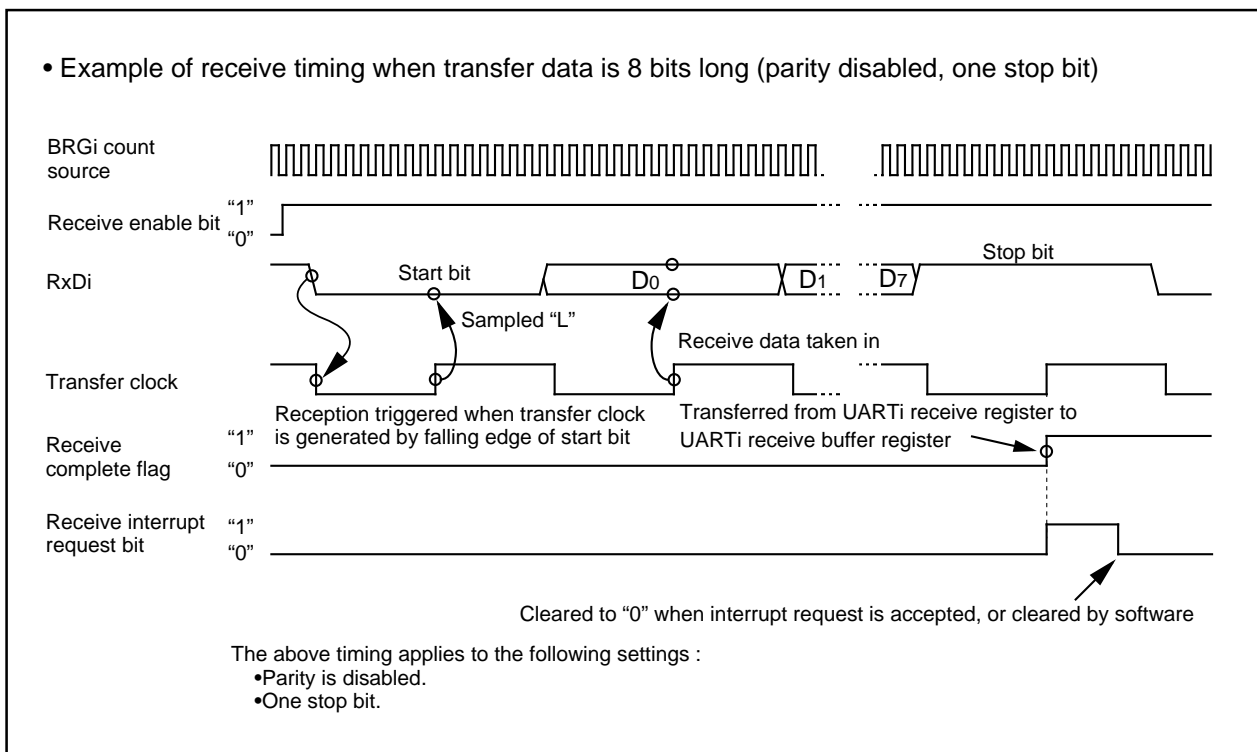 • Example of receive timing when transfer data is 8 bits long (parity disabled, one stop bit)
BRGi count
source
Receive enable bit
“1”
“0”
RxDi
Start bit
D0
D1
D7
Stop bit
Sampled “L”
Receive data taken in
Transfer clock
Reception triggered when transfer clock
is generated by falling edge of start bit
Transferred from UARTi receive register to
UARTi receive buffer register
Receive
complete flag
“1”
“0”
Receive interrupt
request bit
“1”
“0”
Cleared to “0” when interrupt request is accepted, or cleared by software
The above timing applies to the following settings :
•Parity is disabled.
•One stop bit.